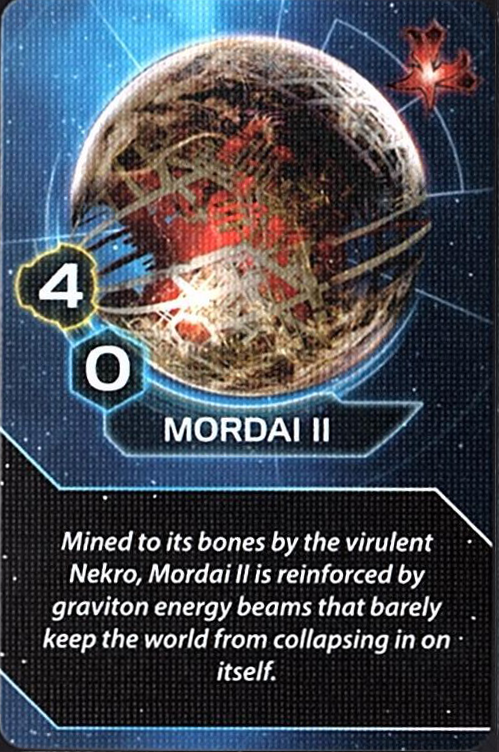 4
0
MORDAI II
Mined to its bones by the virulent
Nekro, Mordai II is reinforced by
graviton energy beams that barely
keep the world from collapsing in on
itself.